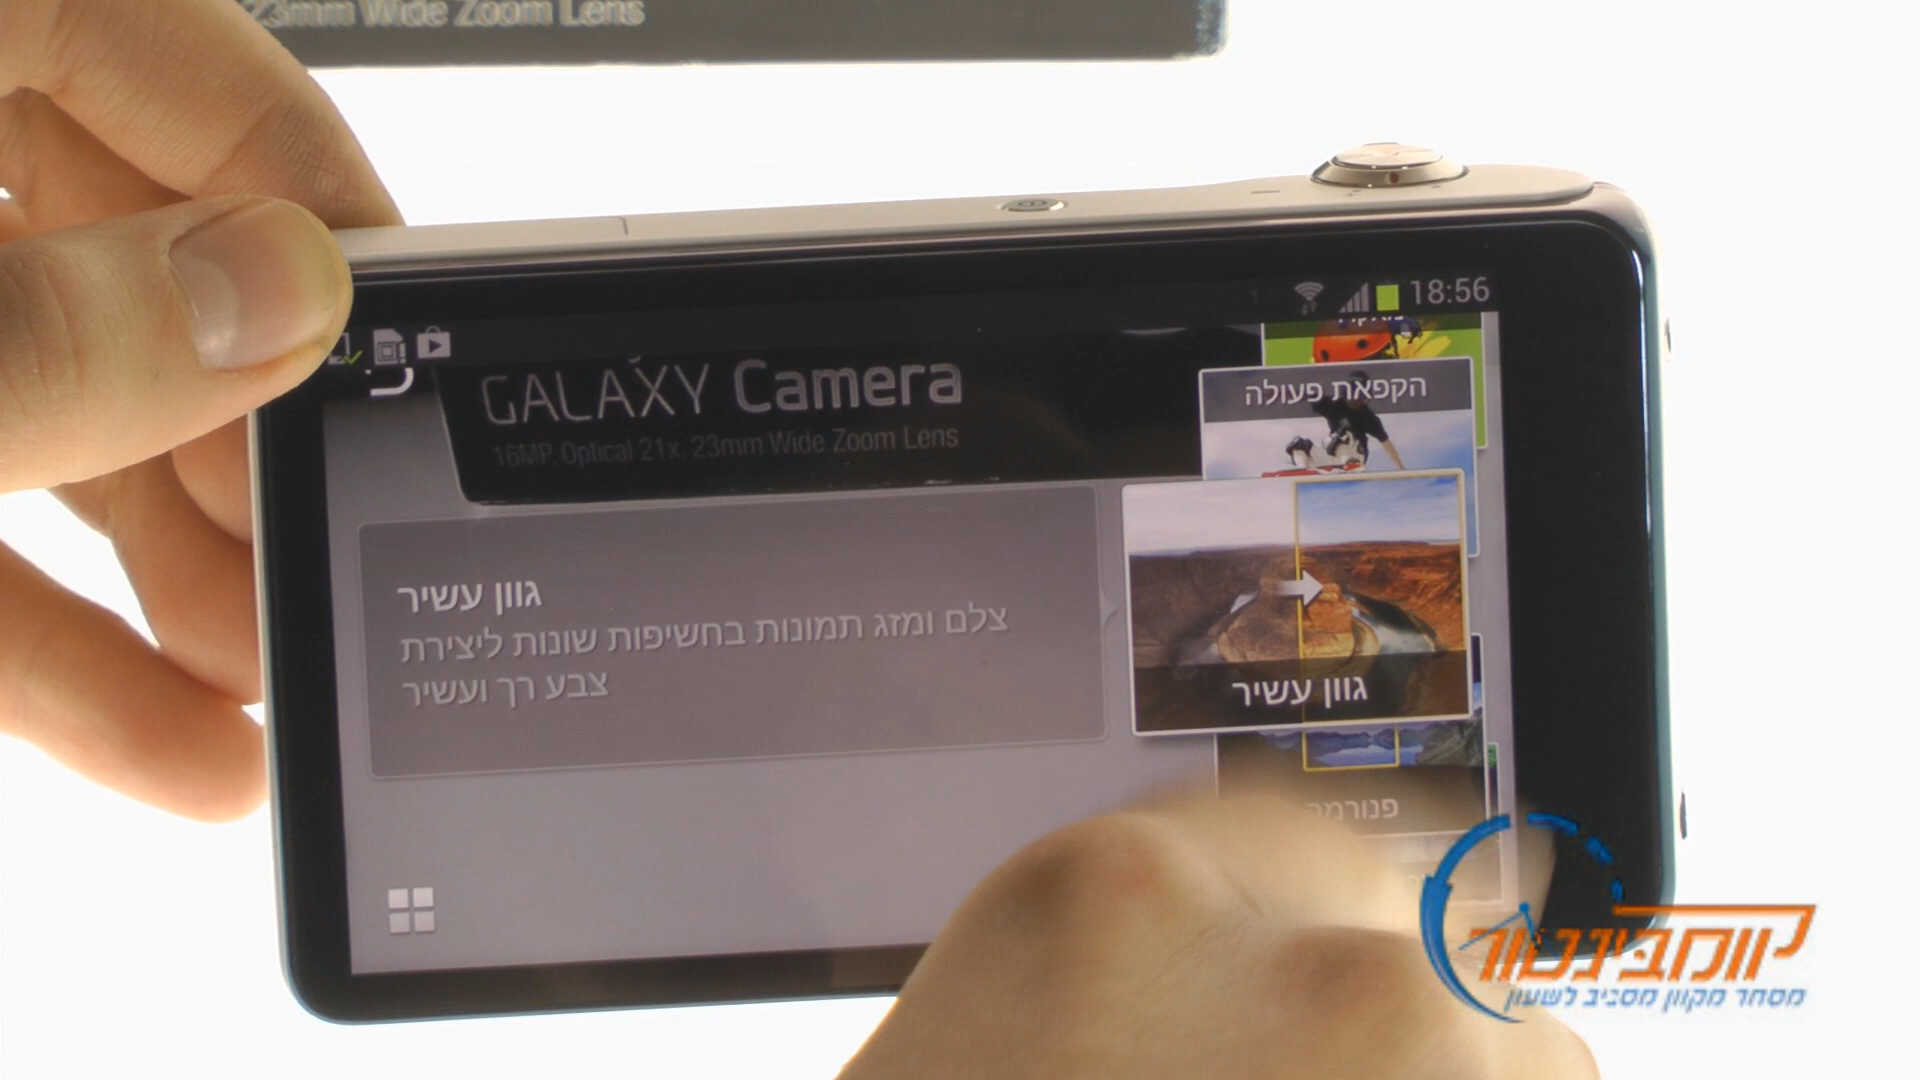 23mm Wide Zoom Lens
18:56
GALAXY Camera
16MP, Optical 21x, 23mm Wide Zoom Lens
הקפאת פעולה
גוון עשיר
צלם ומזג תמונות בחשיפות שונות ליצירת
צבע רך ועשיר
גוון עשיר
פנורמה
קומבינטור
מסחר מקוון מסביב לשעון